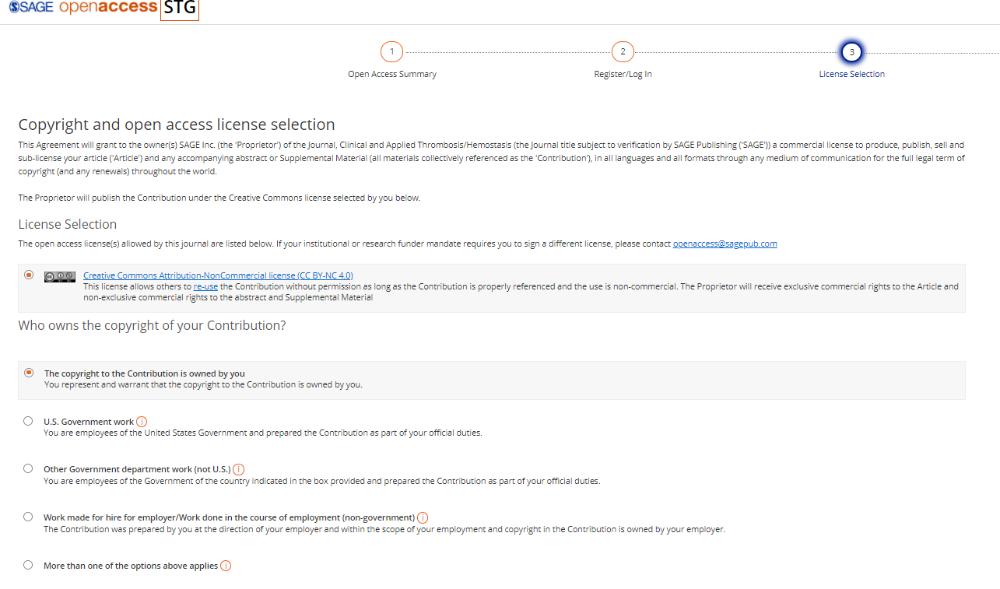 SAGE openaccess STG
1
2
3
Open Access Summary
Register/Log In
License Selection
Copyright and open access license selection
This Agreement will grant to the owner(s) SAGE Inc. (the 'Proprietor') of the Journal, Clinical and Applied Thrombosis/Hemostasis (the Journal title subject to verification by SAGE Publishing ('SAGE')) a commercial license to produce, publish, sell and
sub-license your article ('Article') and any accompanying abstract or Supplemental Material (all materials collectively referenced as the 'Contribution'), in all languages and all formats through any medium of communication for the full legal term of
copyright (and any renewals) throughout the world.
The Proprietor will publish the Contribution under the Creative Commons license selected by you below.
License Selection
The open access license(s) allowed by this journal are listed below. If your institutional or research funder mandate requires you to sign a different license, please contact openaccess@sagepub.com
Creative Commons Attribution-NonCommercial license (CC BY-NC 4.0)
This license allows others to re-use the Contribution without permission as long as the Contribution is properly referenced and the use is non-commercial. The Proprietor will receive exclusive commercial rights to the Article and
non-exclusive commercial rights to the abstract and Supplemental Material
Who owns the copyright of your Contribution?
The copyright to the Contribution is owned by you
You represent and warrant that the copyright to the Contribution is owned by you.
U.S. Government work
You are employees of the United States Government and prepared the Contribution as part of your official duties.
Other Government department work (not U.S.)
You are employees of the Government of the country indicated in the box provided and prepared the Contribution as part of your official duties.
Work made for hire for employer/Work done in the course of employment (non-government)
The Contribution was prepared by you at the direction of your employer and within the scope of your employment and copyright in the Contribution is owned by your employer.
More than one of the options above applies